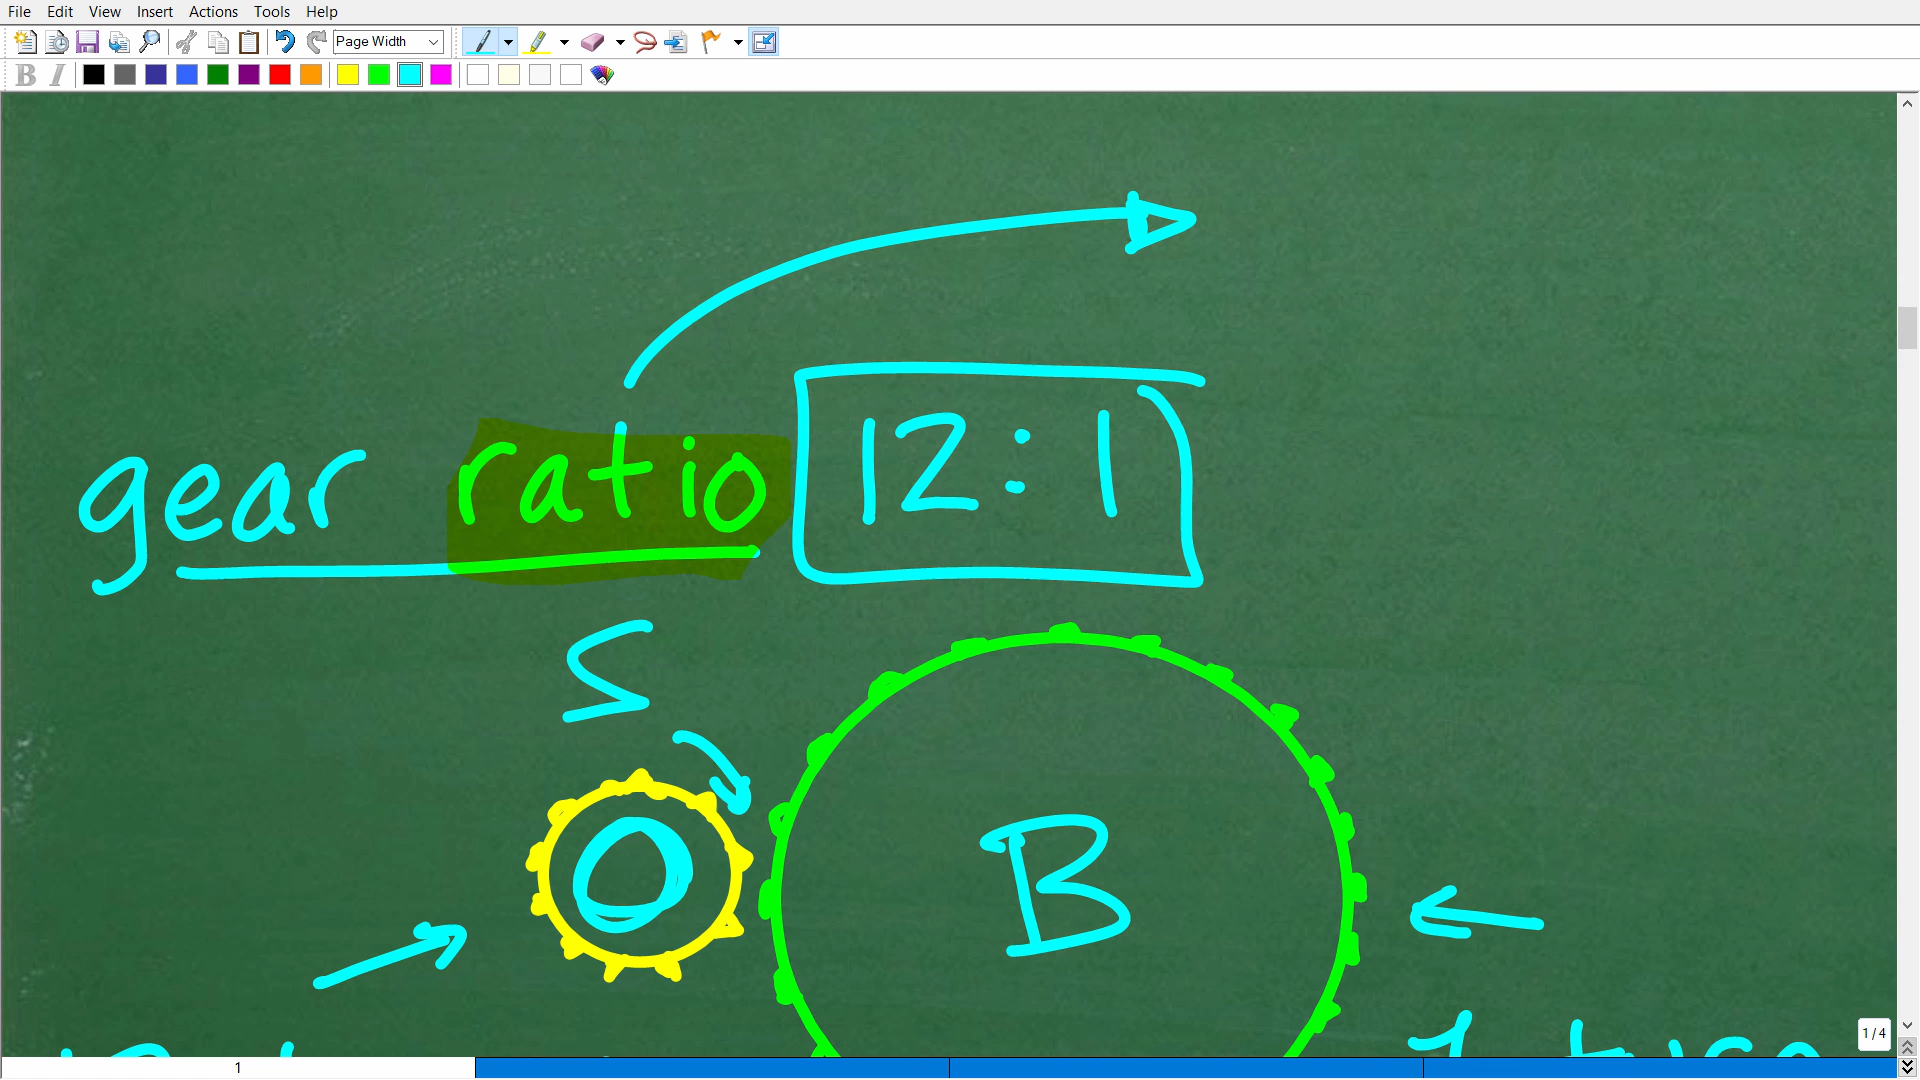 File Edit View Insert Actions Tools Help
Page Width
B I
gear ratio 12:1
S
B
1 / 4
1